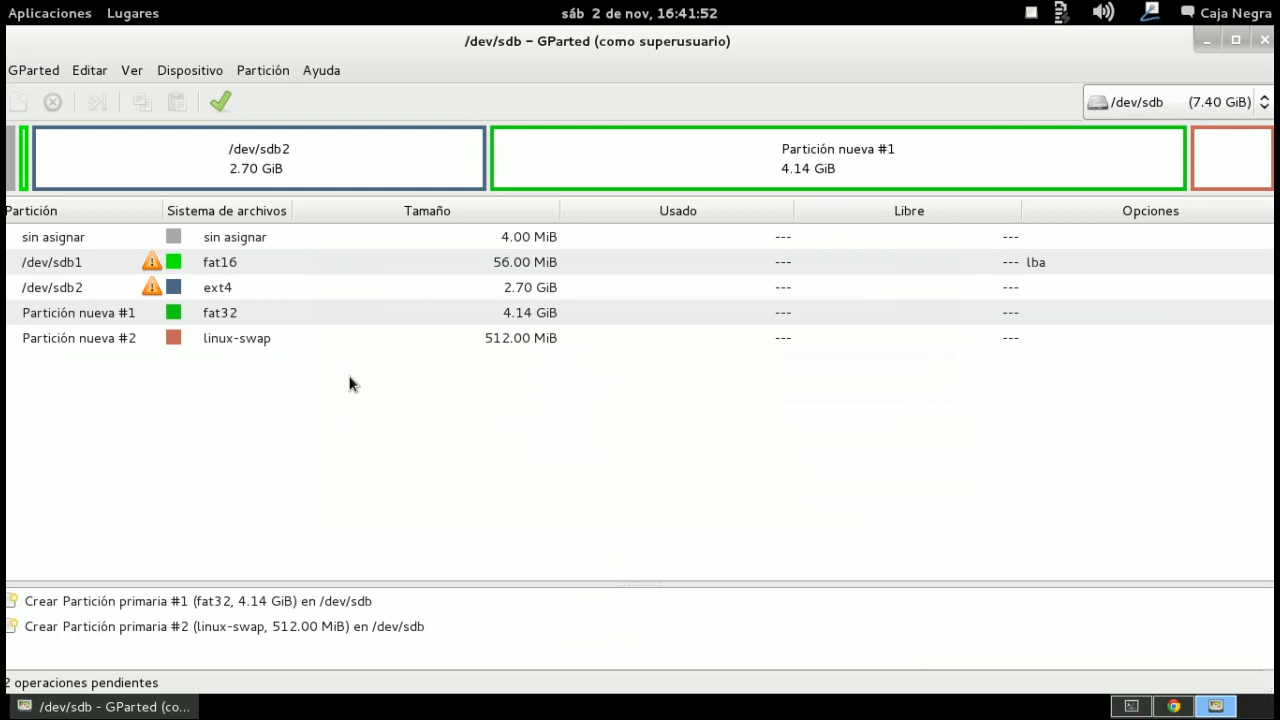 Aplicaciones Lugares sáb 2 de nov, 16:41:52 Caja Negra
/dev/sdb - GParted (como superusuario)
GParted Editar Ver Dispositivo Partición Ayuda
/dev/sdb (7.40 GiB)
/dev/sdb2
2.70 GiB
Partición nueva #1
4.14 GiB
Partición Sistema de archivos Tamaño Usado Libre Opciones
sin asignar sin asignar 4.00 MiB --- ---
/dev/sdb1 fat16 56.00 MiB --- --- lba
/dev/sdb2 ext4 2.70 GiB --- ---
Partición nueva #1 fat32 4.14 GiB --- ---
Partición nueva #2 linux-swap 512.00 MiB --- ---
Crear Partición primaria #1 (fat32, 4.14 GiB) en /dev/sdb
Crear Partición primaria #2 (linux-swap, 512.00 MiB) en /dev/sdb
2 operaciones pendientes
/dev/sdb - GParted (co...